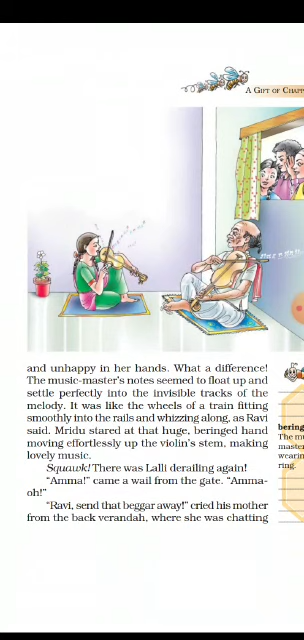 A GIFT OF
and unhappy in her hands. What a difference!
The music-master's notes seemed to float up and
settle perfectly into the invisible tracks of the
melody. It was like the wheels of a train fitting
smoothly into the rails and whizzing along, as Ravi
said. Mridu stared at that huge, beringed hand
moving effortlessly up the violin's stem, making
lovely music.
Squawk! There was Lalli derailing again!
"Amma!" came a wail from the gate. "Amma-
oh!"
"Ravi, send that beggar away!" cried his mother
from the back verandah, where she was chatting
bering
The mu
master
wearin
ring.